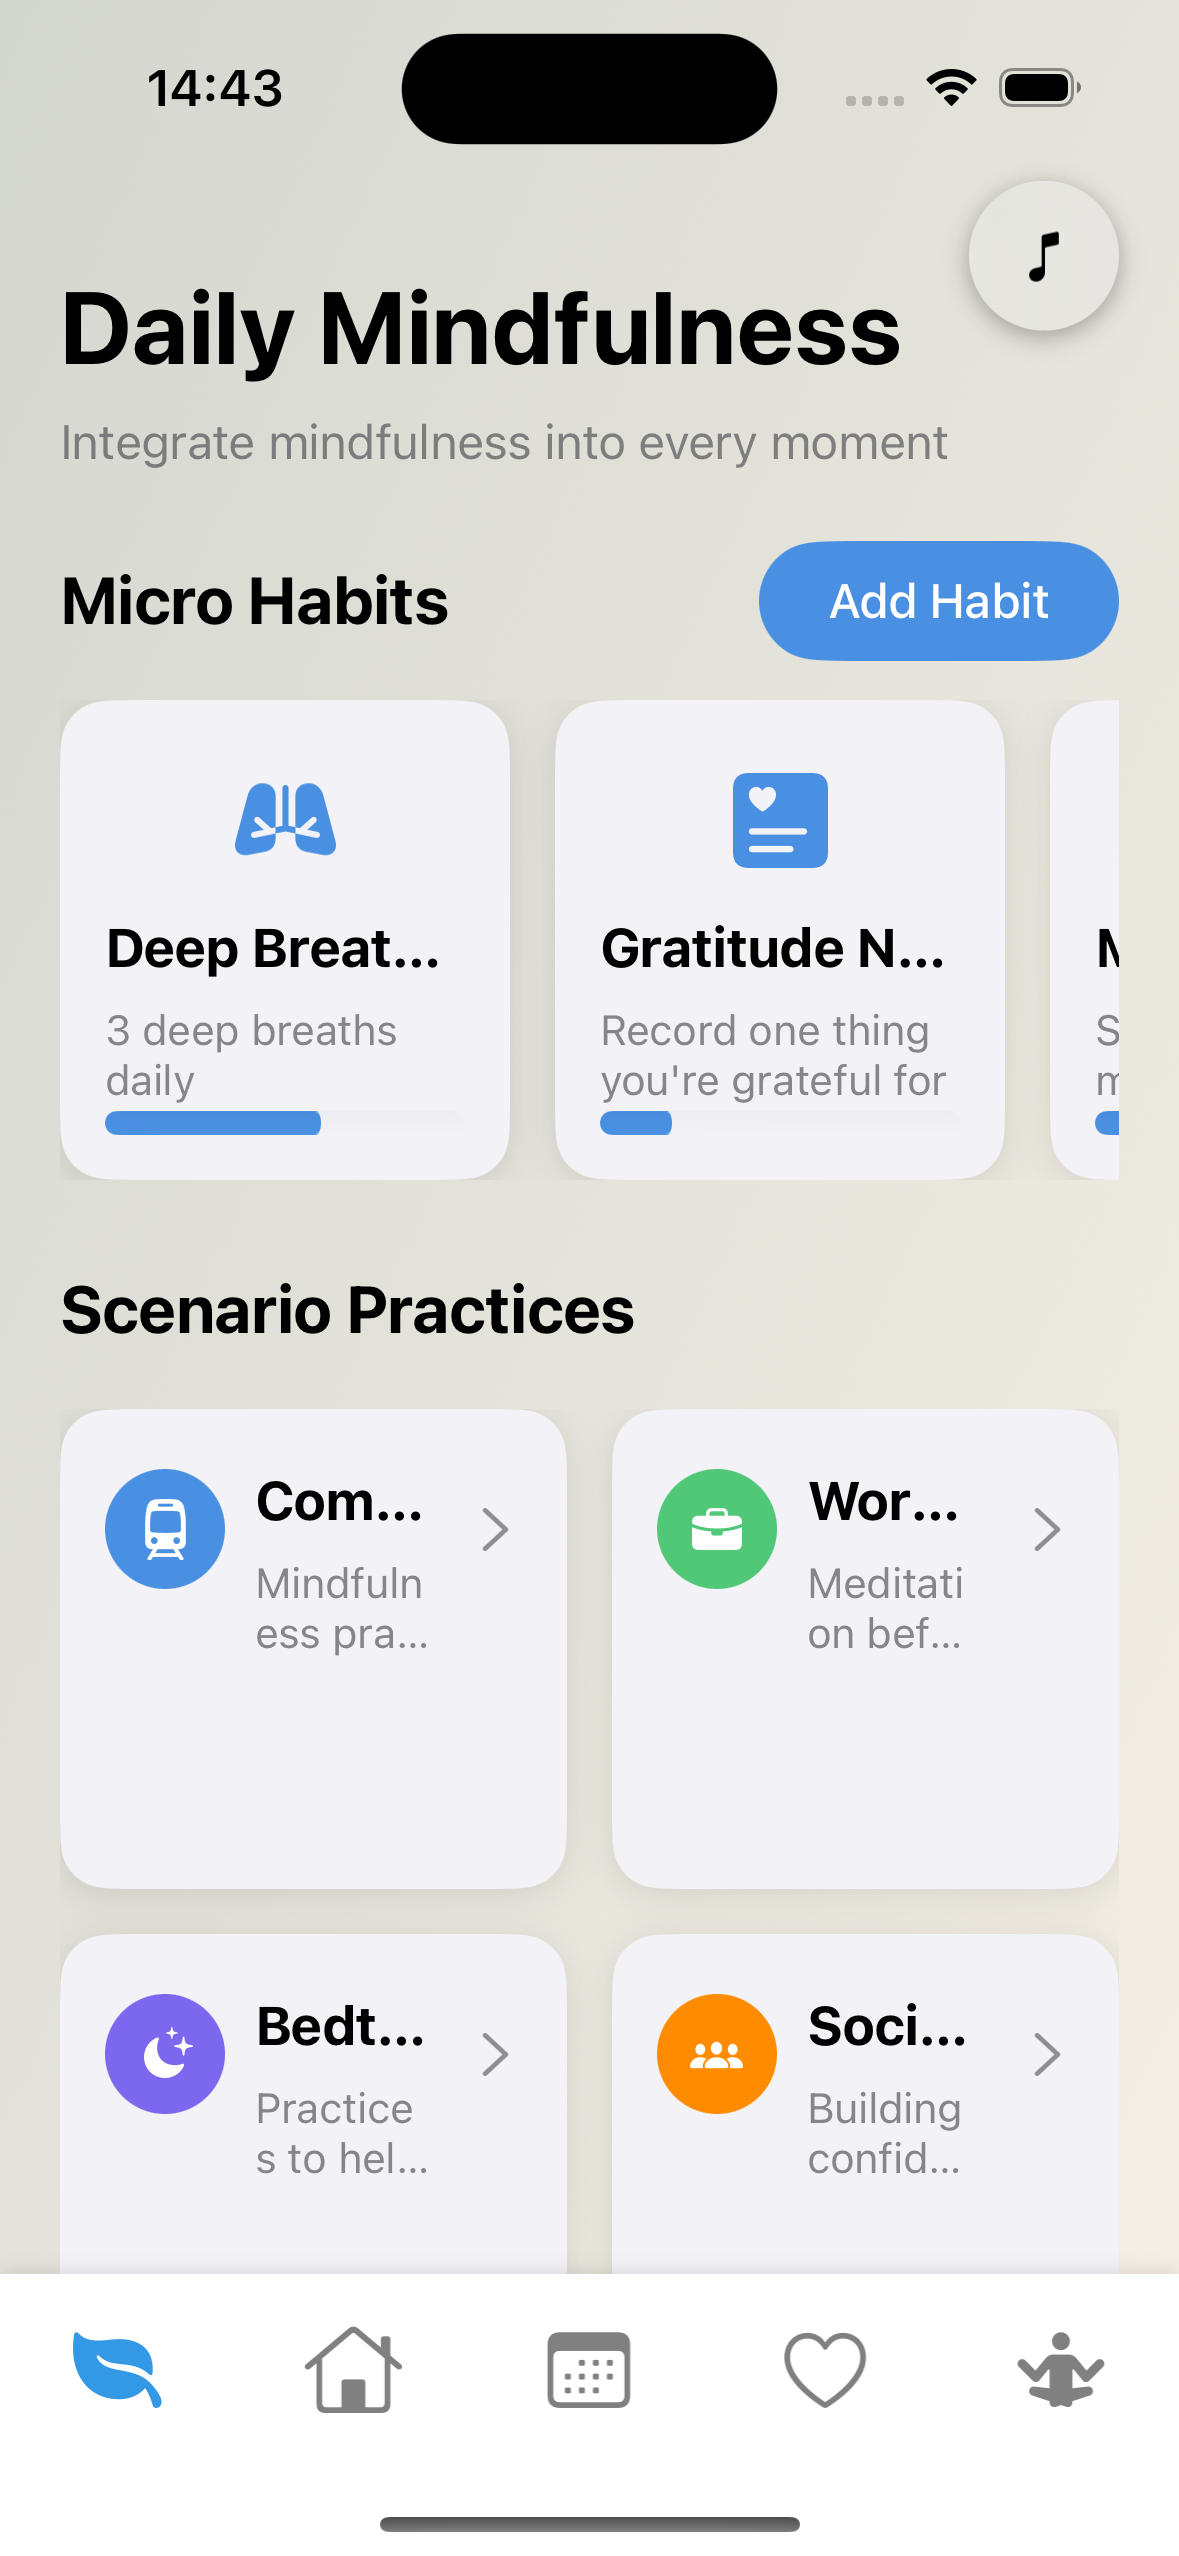 14:43
Daily Mindfulness
Integrate mindfulness into every moment
Micro Habits
Add Habit
Deep Breat...
3 deep breaths
daily
Gratitude N...
Record one thing
you're grateful for
Scenario Practices
Com...
Mindfuln
ess pra...
Wor...
Meditati
on bef...
Bedt...
Practice
s to hel...
Soci...
Building
confid...